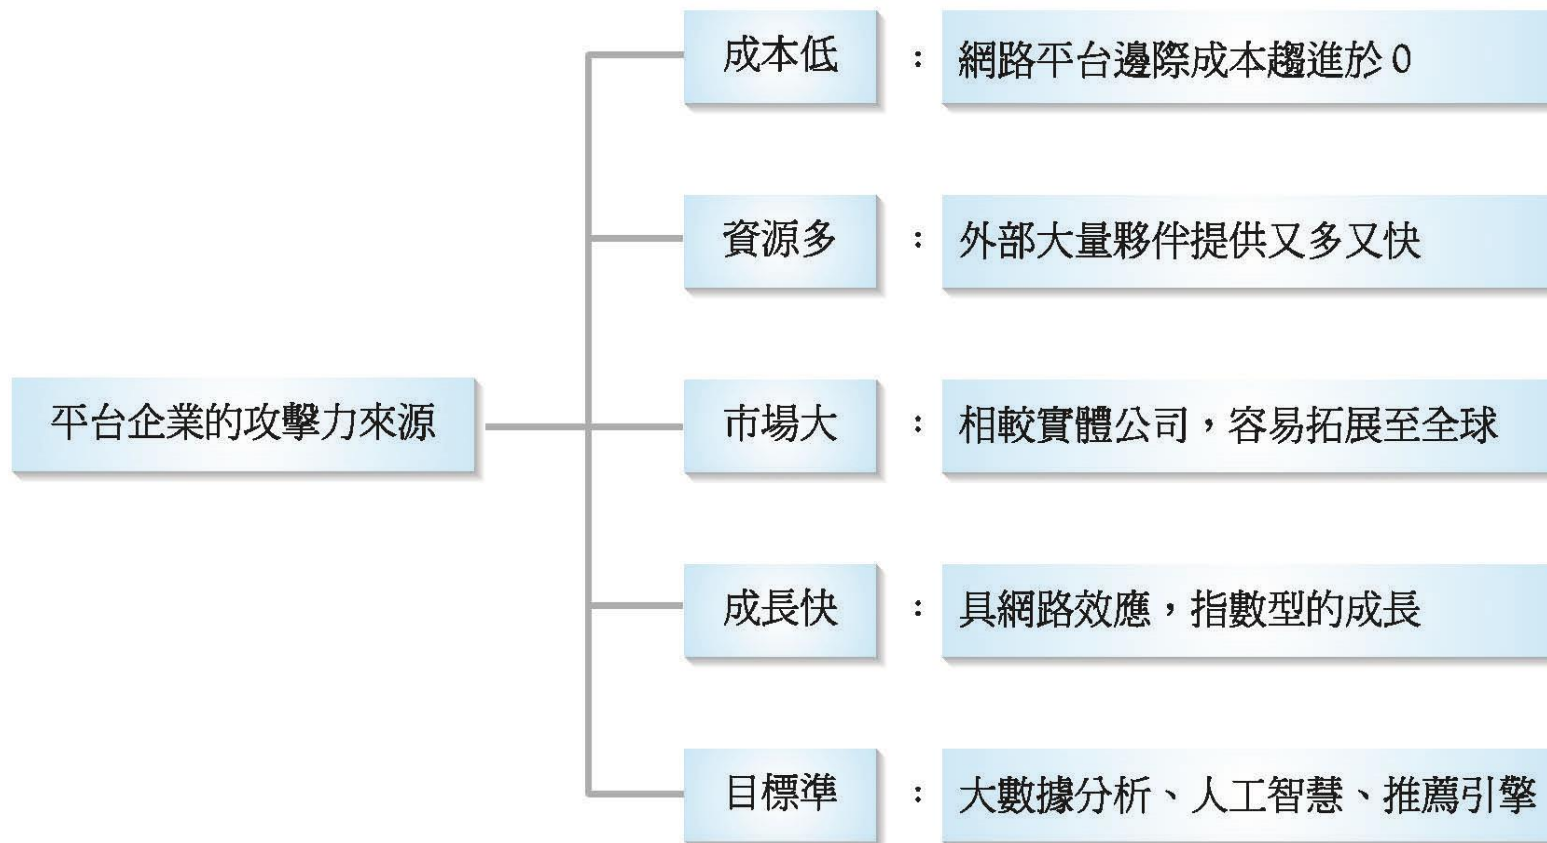 成本低 : 網路平台邊際成本趨進於 0
資源多 : 外部大量夥伴提供又多又快
平台企業的攻擊力來源
市場大 : 相較實體公司，容易拓展至全球
成長快 : 具網路效應，指數型的成長
目標準 : 大數據分析、人工智慧、推薦引擎